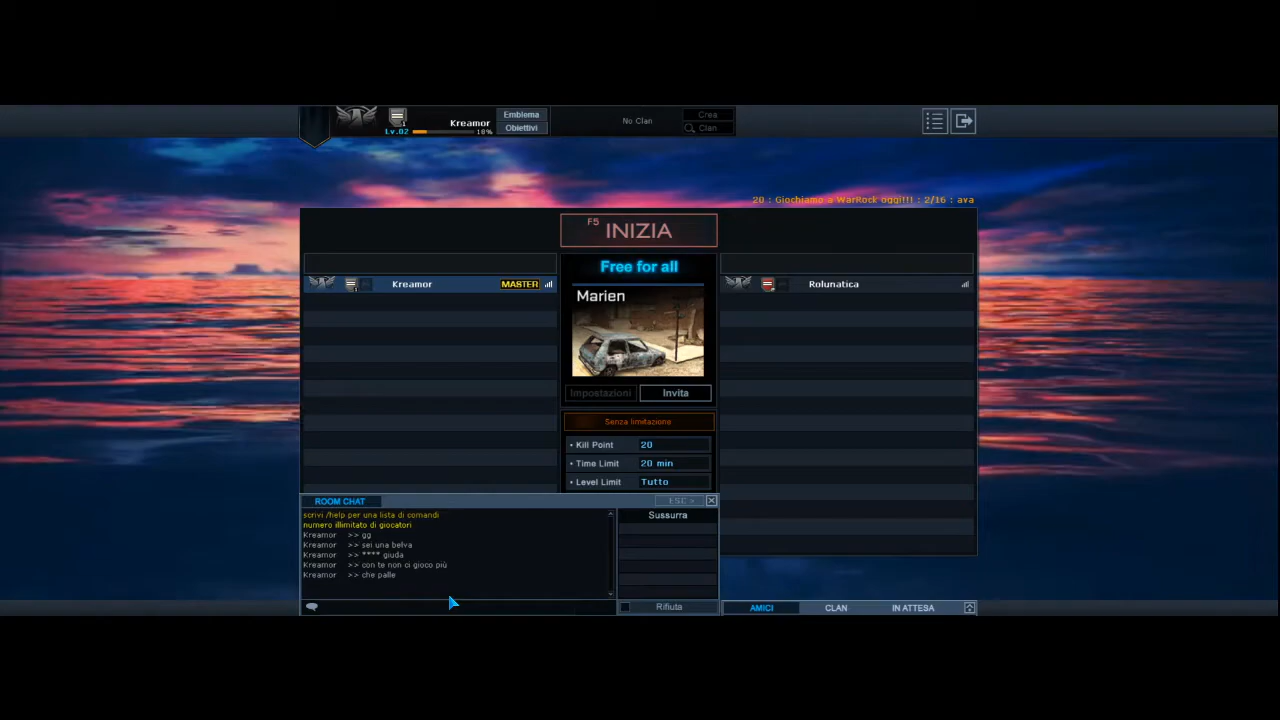 Emblema
Kreamor
Lv.02
18%
Obiettivi
No Clan
Crea
Clan
20 : Giochiamo a WarRock oggi!!! : 2/16 : ava
F5 INIZIA
Free for all
Kreamor
MASTER
Rolunatica
Marien
Impostazioni
Invita
Senza limitazione
• Kill Point 20
• Time Limit 20 min
• Level Limit Tutto
ROOM CHAT
ESC >
Sussurra
scrivi /help per una lista di comandi
numero illimitato di giocatori
Kreamor >> gg
Kreamor >> sei una belva
Kreamor >> **** giuda
Kreamor >> con te non ci gioco più
Kreamor >> che palle
Rifiuta
AMICI
CLAN
IN ATTESA